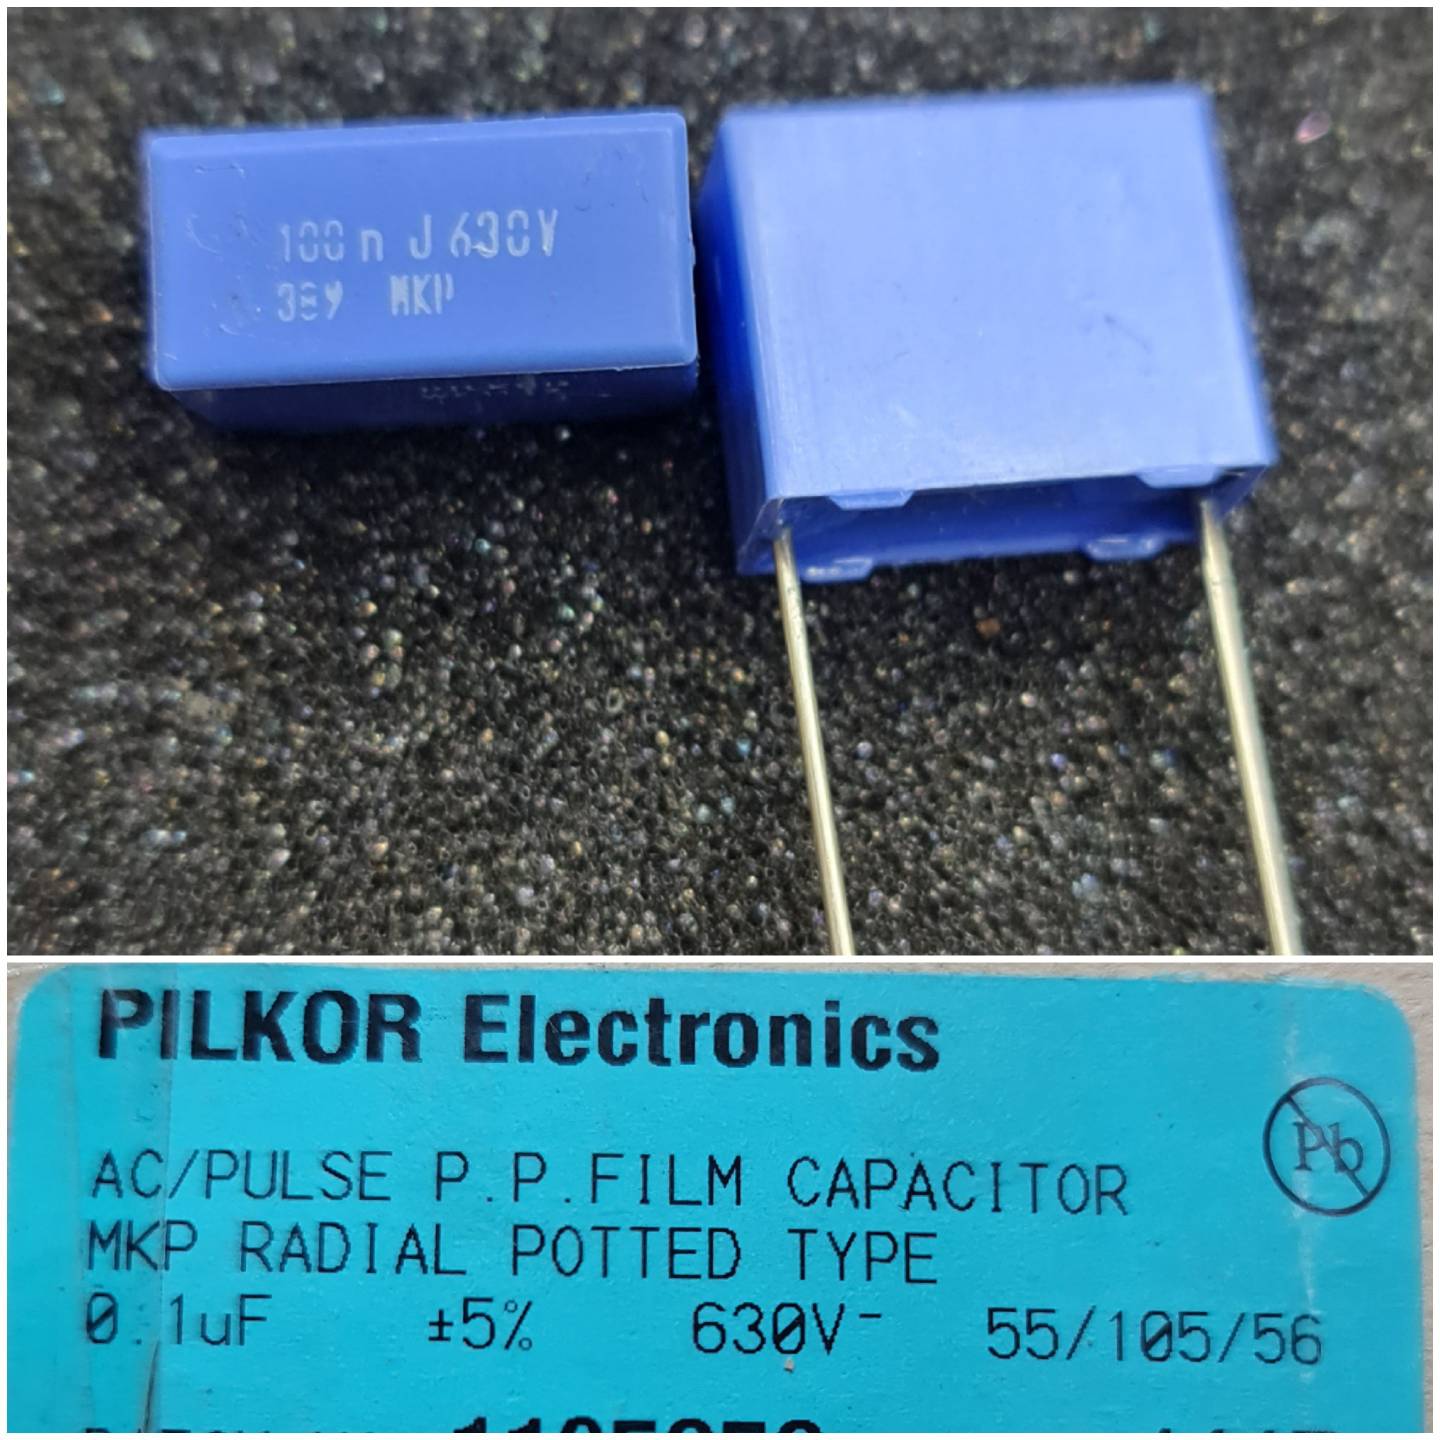 100n J 630V
MKP
PILKOR Electronics
Pb
AC/PULSE P.P.FILM CAPACITOR
MKP RADIAL POTTED TYPE
0.1uF ±5% 630V- 55/105/56